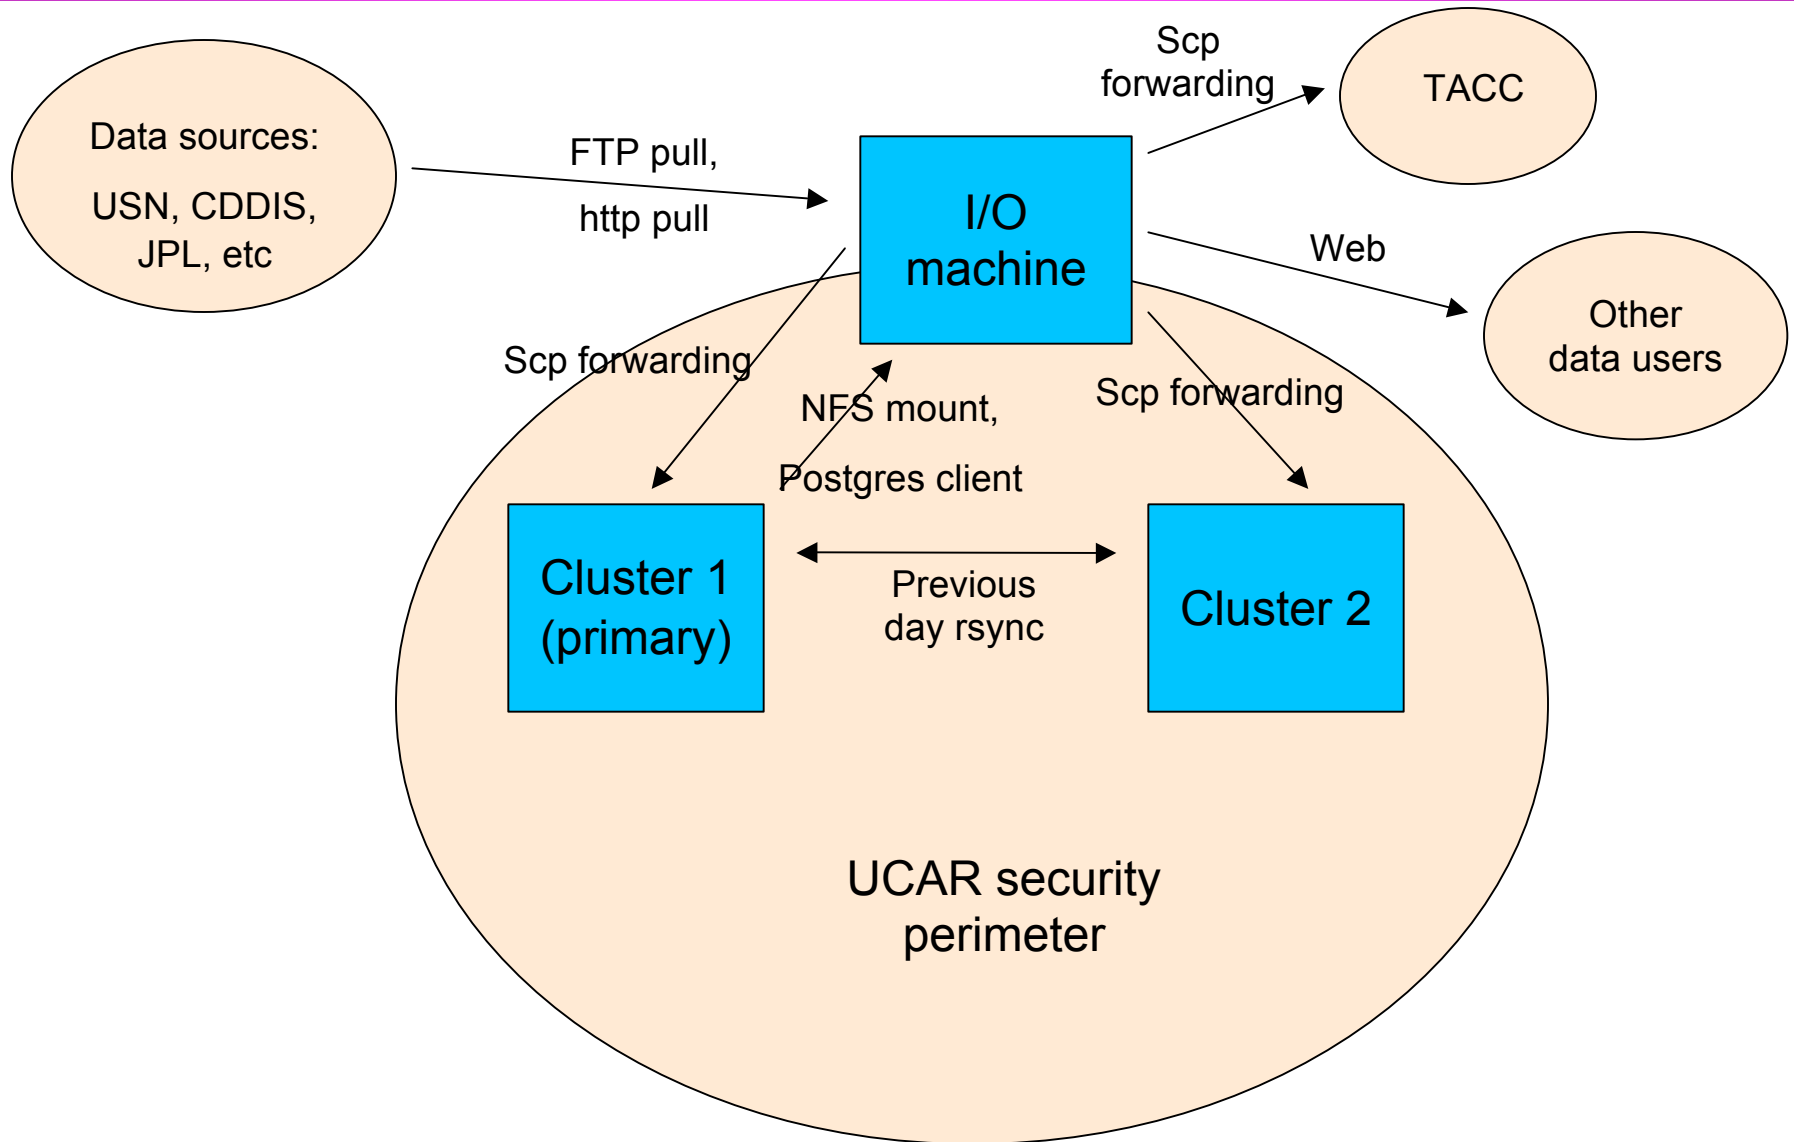 Data sources:
USN, CDDIS,
JPL, etc
FTP pull,
http pull
I/O
machine
Scp
forwarding
TACC
Web
Other
data users
Scp forwarding
NFS mount,
Postgres client
Scp forwarding
Cluster 1
(primary)
Previous
day rsync
Cluster 2
UCAR security
perimeter